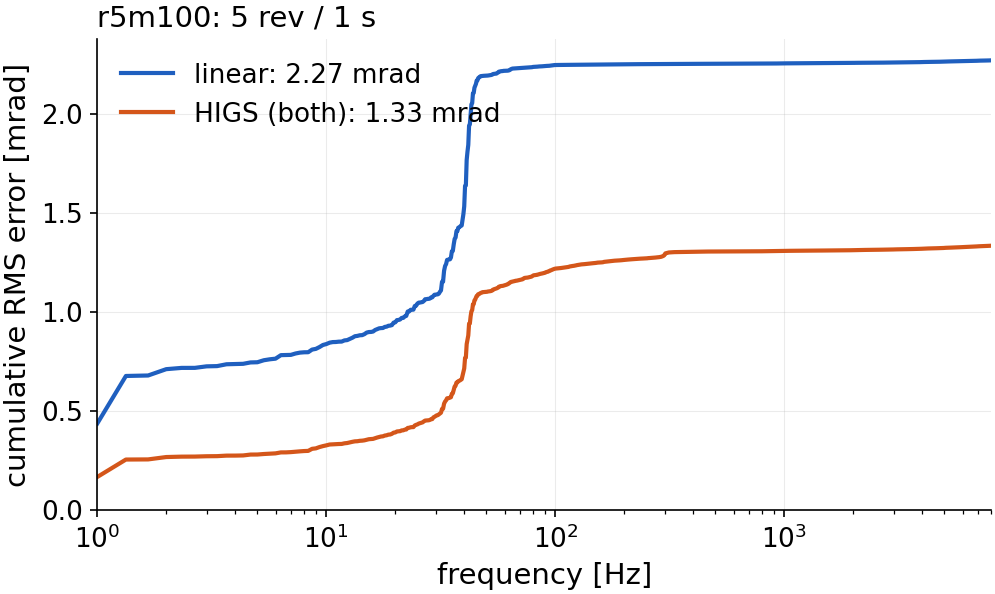 r5m100: 5 rev / 1 s
linear: 2.27 mrad
HIGS (both): 1.33 mrad
cumulative RMS error [mrad]
2.0
1.5
1.0
0.5
0.0
10⁰
10¹
10²
10³
frequency [Hz]